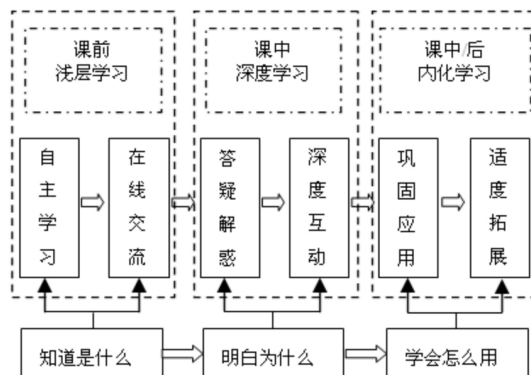 课前
浅层学习
课中
深度学习
课中/后
内化学习
自主学习
在线交流
答疑解惑
深度互动
巩固应用
适度拓展
知道是什么
明白为什么
学会怎么用